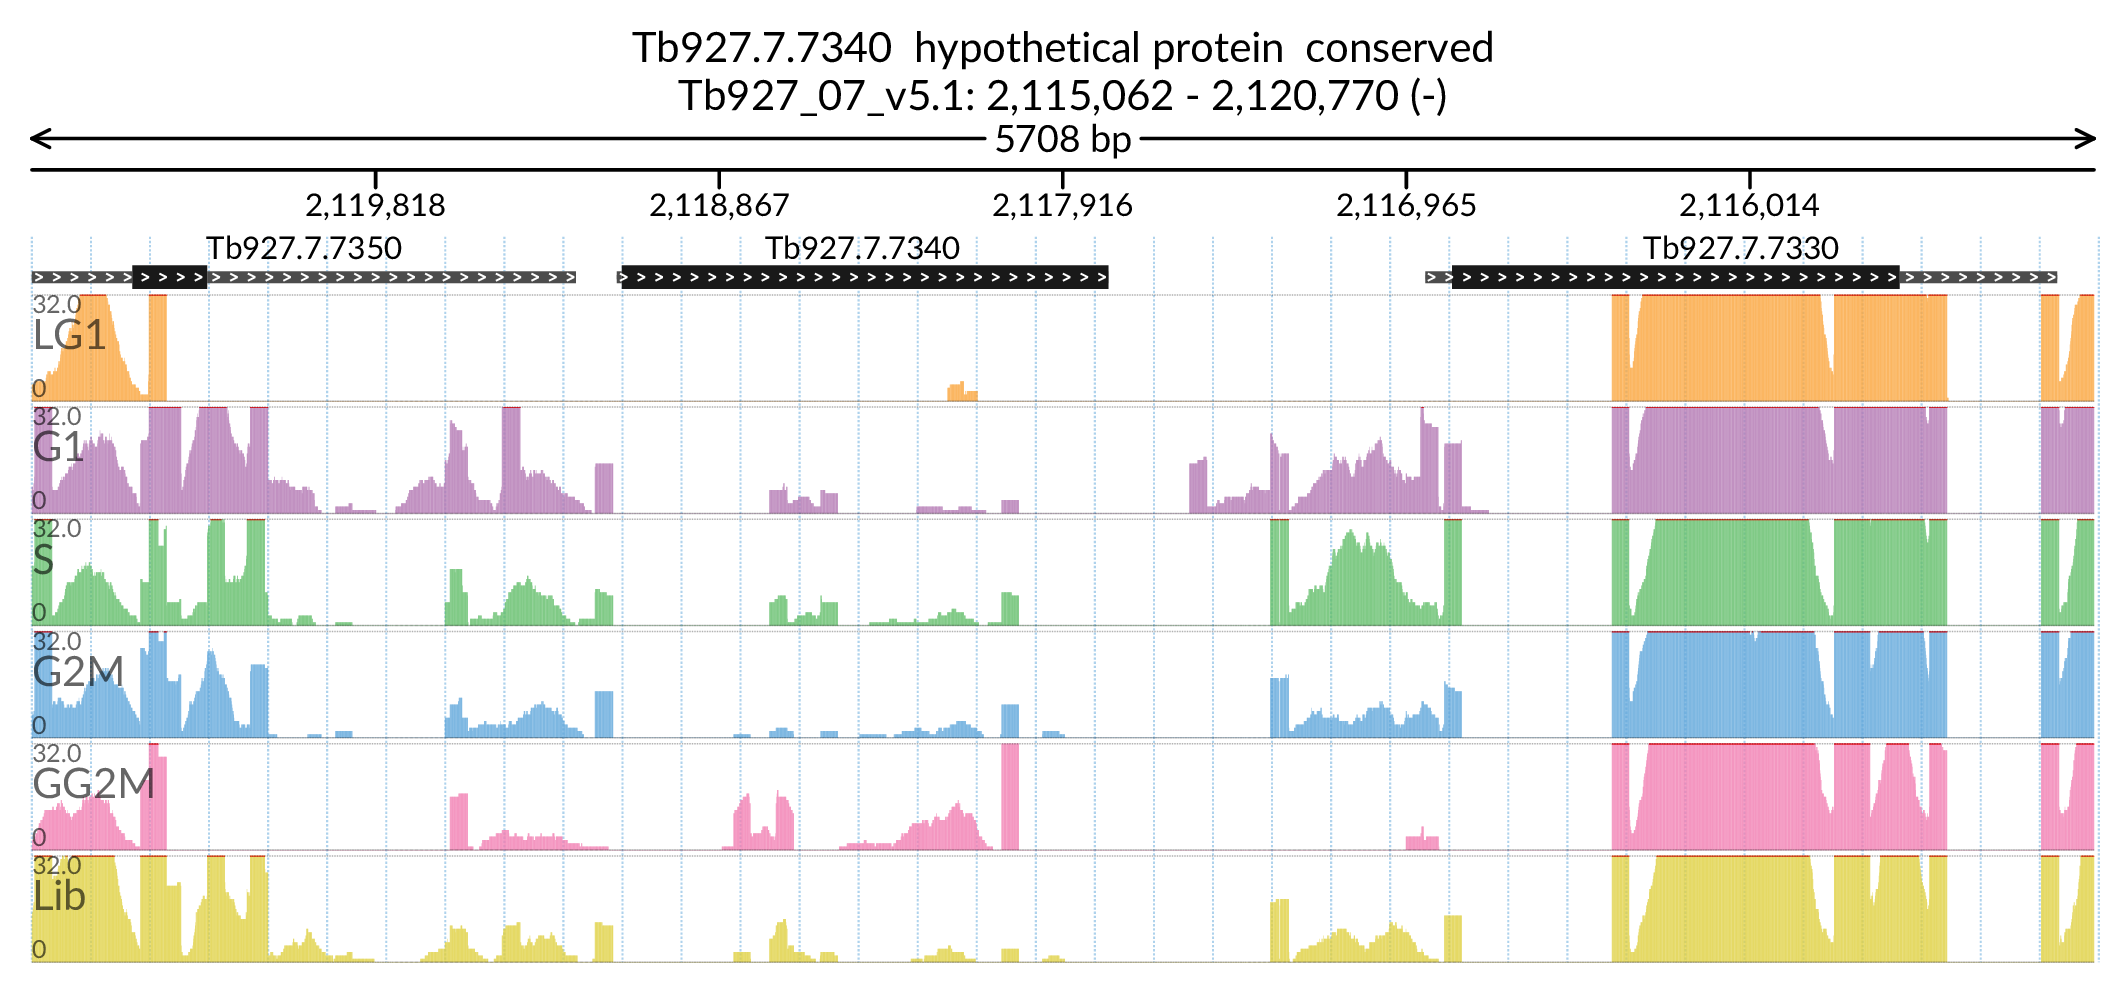 Tb927.7.7340  hypothetical protein  conserved
Tb927_07_v5.1: 2,115,062 - 2,120,770 (-)
5708 bp
2,119,818 2,118,867 2,117,916 2,116,965 2,116,014
Tb927.7.7350 Tb927.7.7340 Tb927.7.7330
32.0
LG1
0
32.0
G1
0
32.0
S
0
32.0
G2M
0
32.0
GG2M
0
32.0
Lib
0